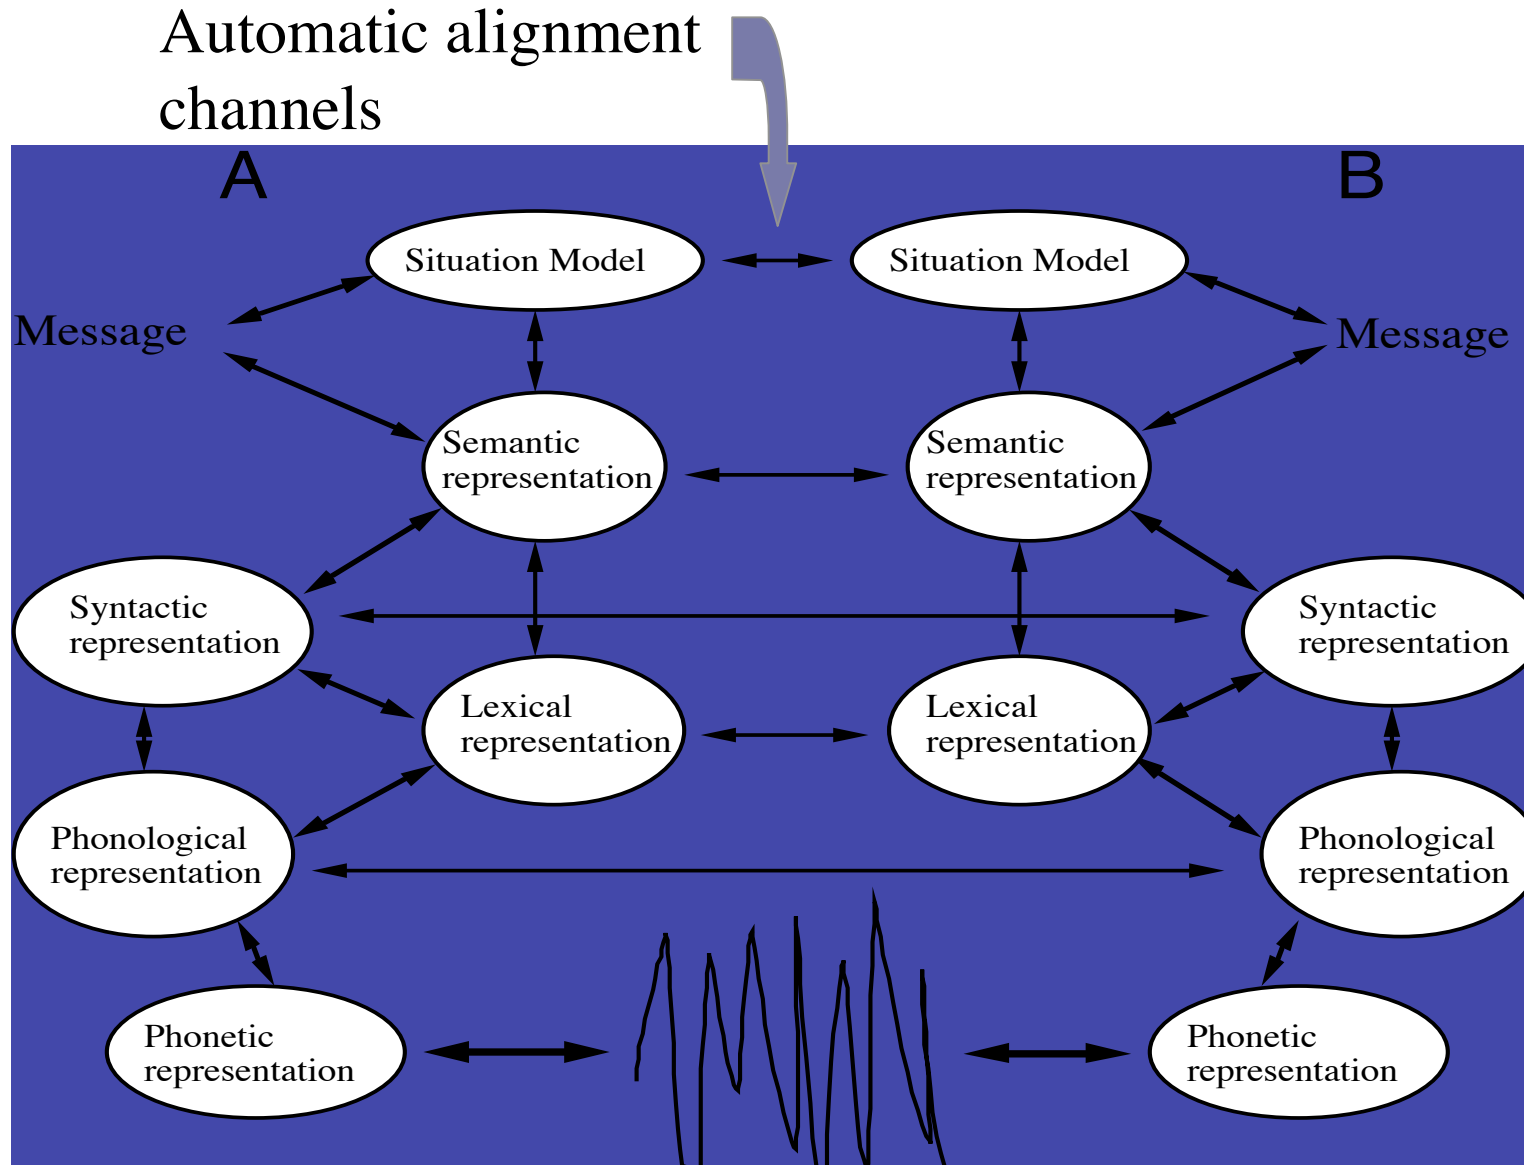 Automatic alignment
channels
A
B
Situation Model
Situation Model
Message
Message
Semantic
representation
Semantic
representation
Syntactic
representation
Syntactic
representation
Lexical
representation
Lexical
representation
Phonological
representation
Phonological
representation
Phonetic
representation
Phonetic
representation